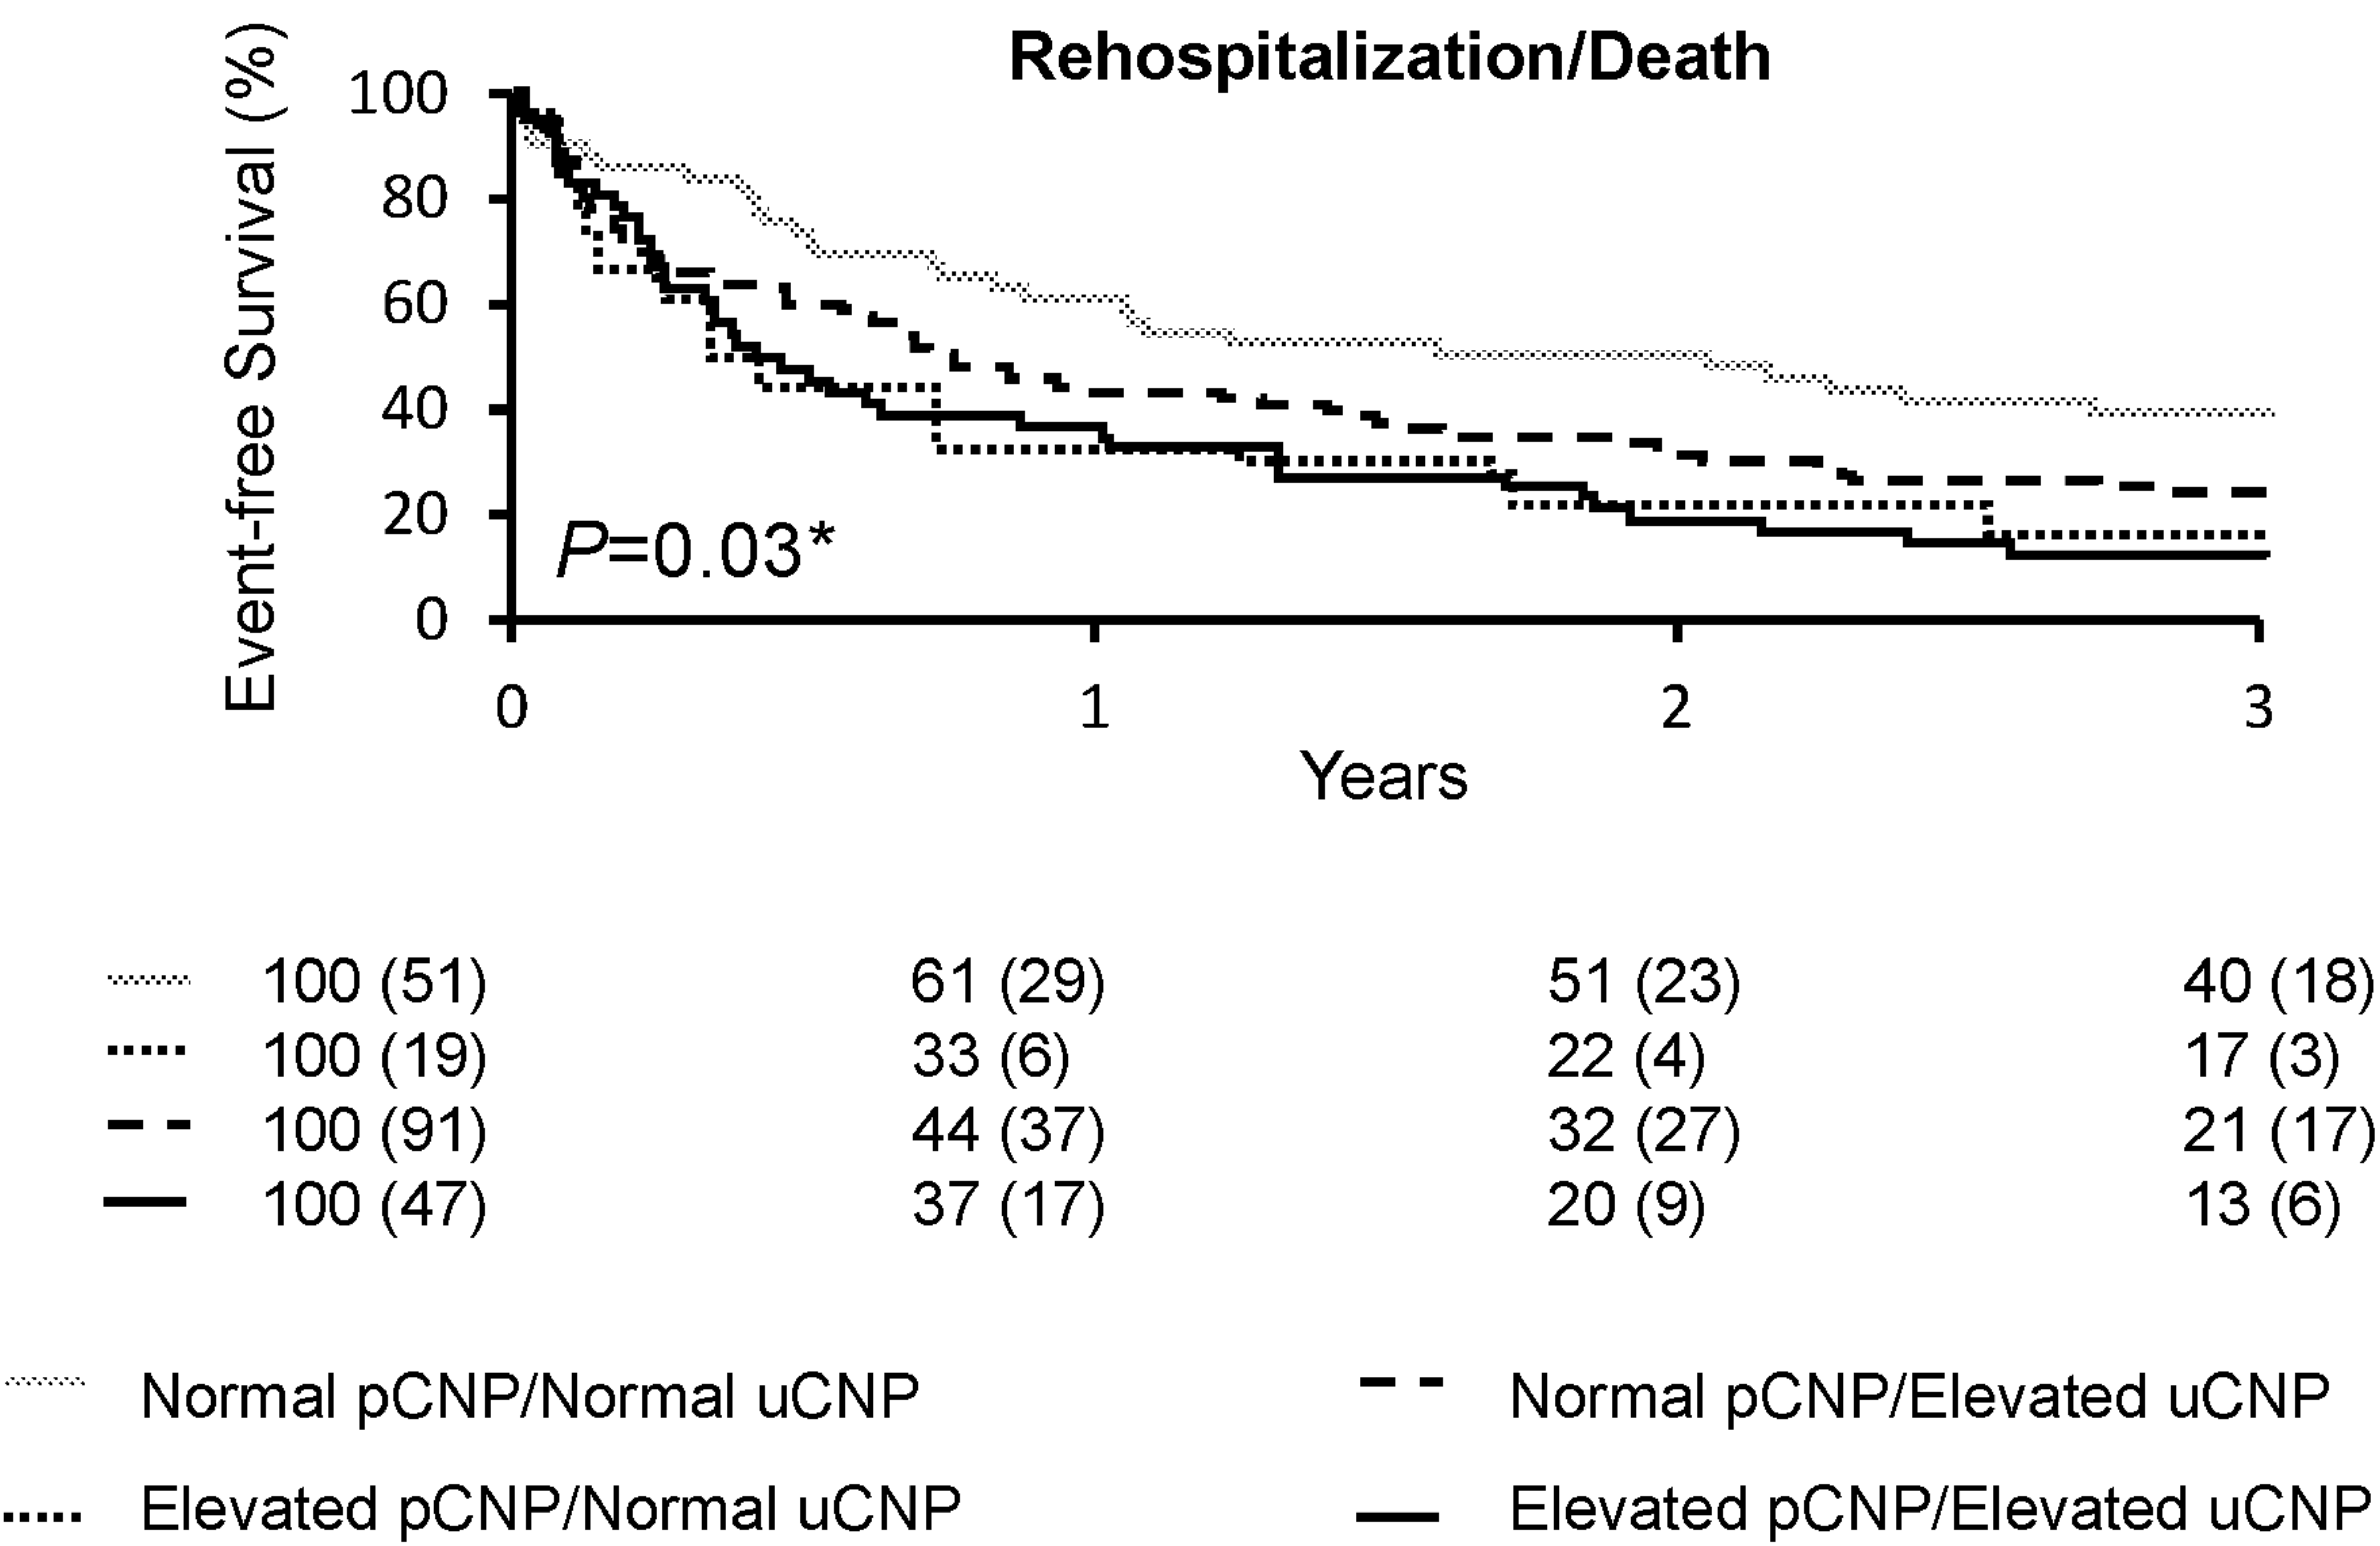 Rehospitalization/Death
Event-free Survival (%)
100
80
60
40
20
0
P=0.03*
0 1 2 3
Years
100 (51) 61 (29) 51 (23) 40 (18)
100 (19) 33 (6) 22 (4) 17 (3)
100 (91) 44 (37) 32 (27) 21 (17)
100 (47) 37 (17) 20 (9) 13 (6)
Normal pCNP/Normal uCNP Normal pCNP/Elevated uCNP
Elevated pCNP/Normal uCNP Elevated pCNP/Elevated uCNP